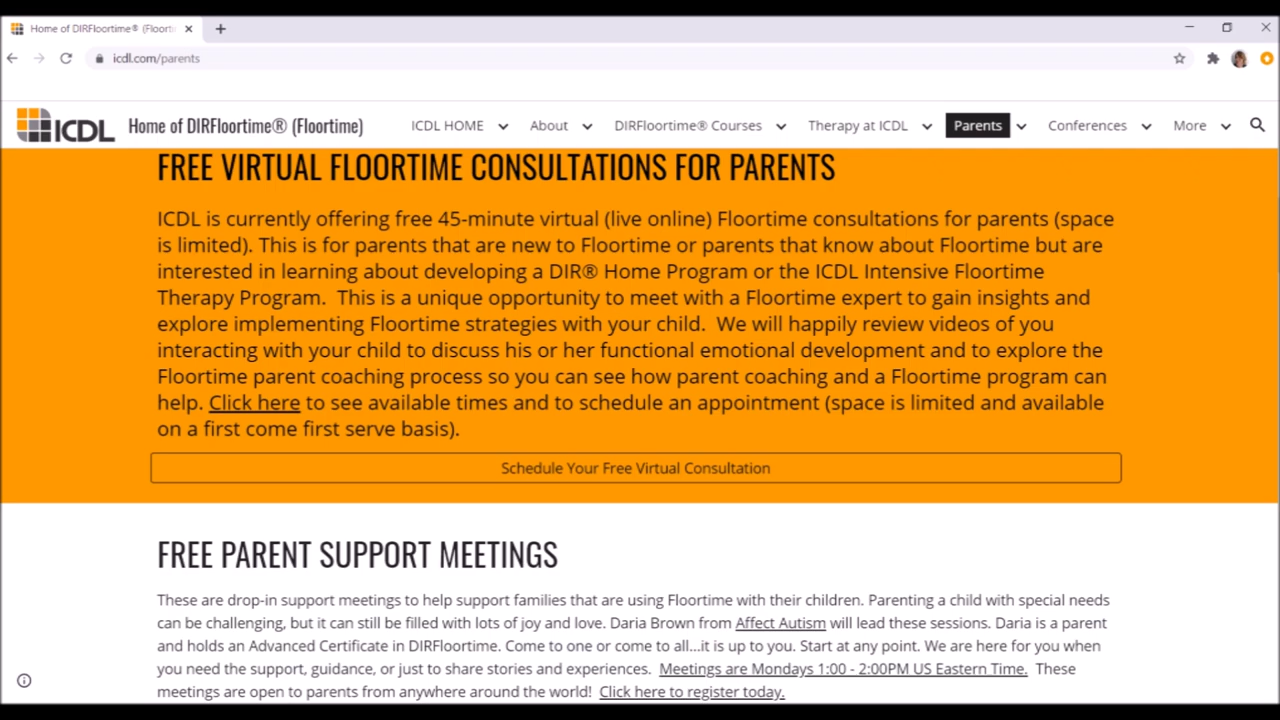 Home of DIRFloortime® (Floorti
icdl.com/parents
ICDL
Home of DIRFloortime® (Floortime)
ICDL HOME
About
DIRFloortime® Courses
Therapy at ICDL
Parents
Conferences
More
FREE VIRTUAL FLOORTIME CONSULTATIONS FOR PARENTS
ICDL is currently offering free 45-minute virtual (live online) Floortime consultations for parents (space
is limited). This is for parents that are new to Floortime or parents that know about Floortime but are
interested in learning about developing a DIR® Home Program or the ICDL Intensive Floortime
Therapy Program.  This is a unique opportunity to meet with a Floortime expert to gain insights and
explore implementing Floortime strategies with your child.  We will happily review videos of you
interacting with your child to discuss his or her functional emotional development and to explore the
Floortime parent coaching process so you can see how parent coaching and a Floortime program can
help. Click here to see available times and to schedule an appointment (space is limited and available
on a first come first serve basis).
Schedule Your Free Virtual Consultation
FREE PARENT SUPPORT MEETINGS
These are drop-in support meetings to help support families that are using Floortime with their children. Parenting a child with special needs
can be challenging, but it can still be filled with lots of joy and love. Daria Brown from Affect Autism will lead these sessions. Daria is a parent
and holds an Advanced Certificate in DIRFloortime. Come to one or come to all...it is up to you. Start at any point. We are here for you when
you need the support, guidance, or just to share stories and experiences.  Meetings are Mondays 1:00 - 2:00PM US Eastern Time.  These
meetings are open to parents from anywhere around the world!  Click here to register today.